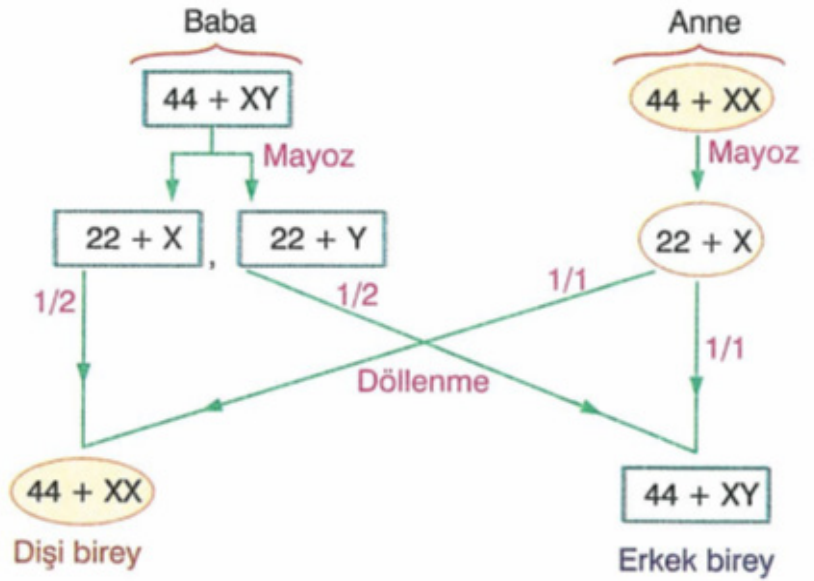 Baba
Anne
44 + XY
44 + XX
Mayoz
Mayoz
22 + X , 22 + Y
22 + X
1/2
1/2
1/1
1/1
Döllenme
44 + XX
44 + XY
Dişi birey
Erkek birey